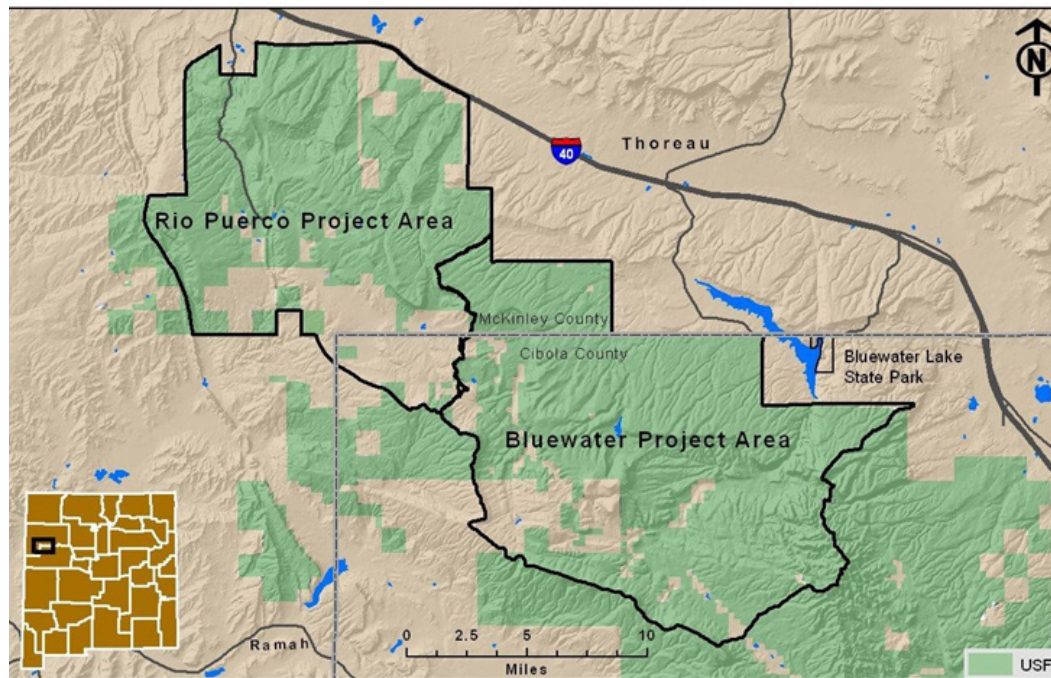 N
40
Thoreau
Rio Puerco Project Area
McKinley County
Cibola County
Bluewater Lake
State Park
Bluewater Project Area
Ramah
0 2.5 5 10
Miles